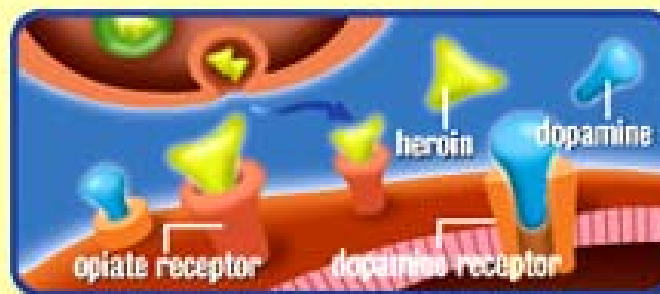 heroin
dopamine
opiate receptor
dopamine receptor